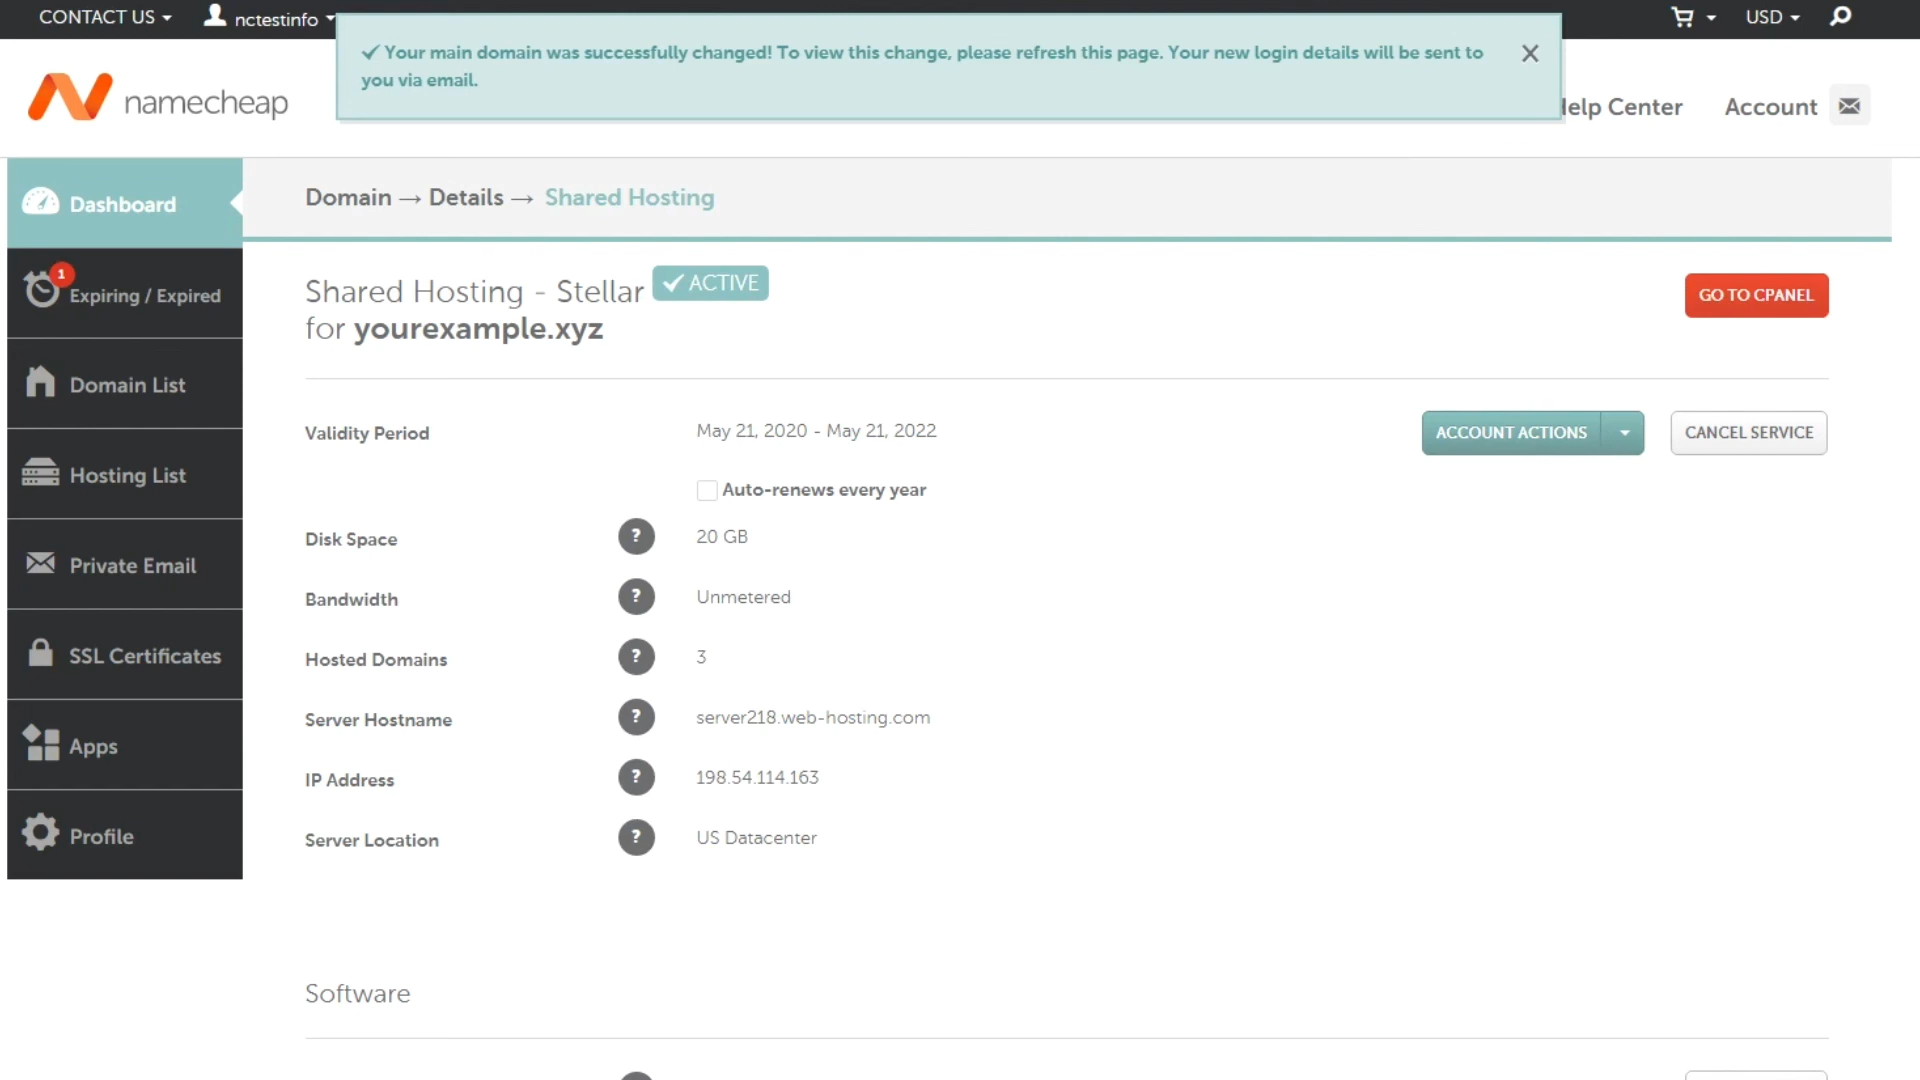 CONTACT US
nctestinfo
USD
Your main domain was successfully changed! To view this change, please refresh this page. Your new login details will be sent to
you via email.
namecheap
elp Center
Account
Dashboard
Domain → Details → Shared Hosting
1
Expiring / Expired
Shared Hosting - Stellar ACTIVE
for yourexample.xyz
GO TO CPANEL
Domain List
Validity Period
May 21, 2020 - May 21, 2022
ACCOUNT ACTIONS
CANCEL SERVICE
Hosting List
Auto-renews every year
Disk Space ? 20 GB
Private Email
Bandwidth ? Unmetered
SSL Certificates
Hosted Domains ? 3
Server Hostname ? server218.web-hosting.com
Apps
IP Address ? 198.54.114.163
Profile
Server Location ? US Datacenter
Software